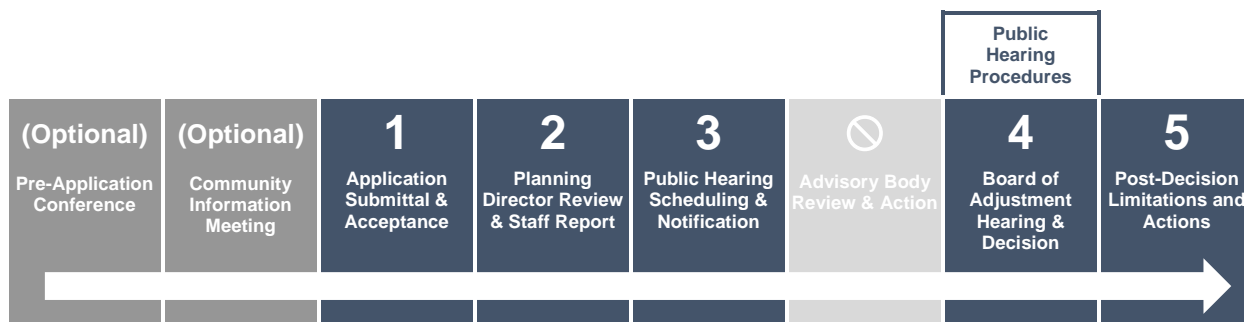 Public
Hearing
Procedures
(Optional)
Pre-Application
Conference
(Optional)
Community
Information
Meeting
1
Application
Submittal &
Acceptance
2
Planning
Director Review
& Staff Report
3
Public Hearing
Scheduling &
Notification
Advisory Body
Review & Action
4
Board of
Adjustment
Hearing &
Decision
5
Post-Decision
Limitations and
Actions